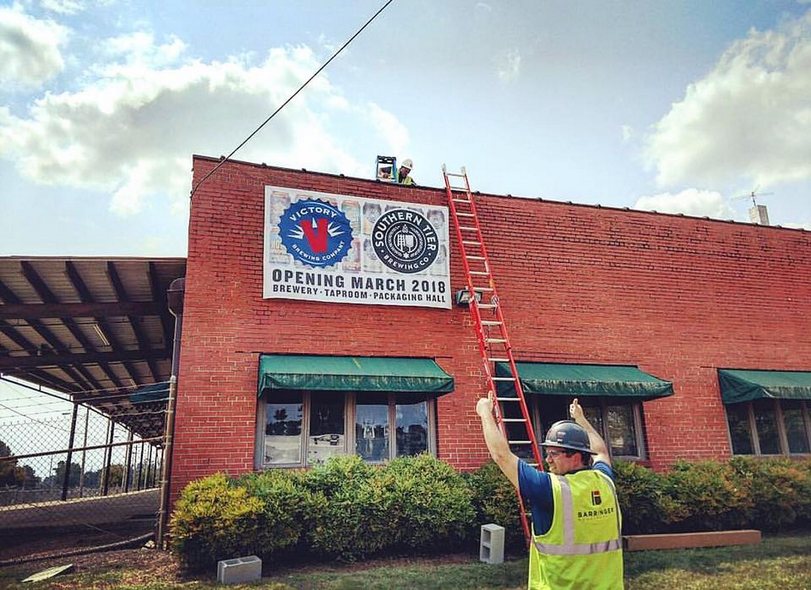 VICTORY
V
BREWING COMPANY
SOUTHERN
TIER
BREWING CO
OPENING MARCH 2018
BREWERY · TAPROOM · PACKAGING HALL
BARRINGER